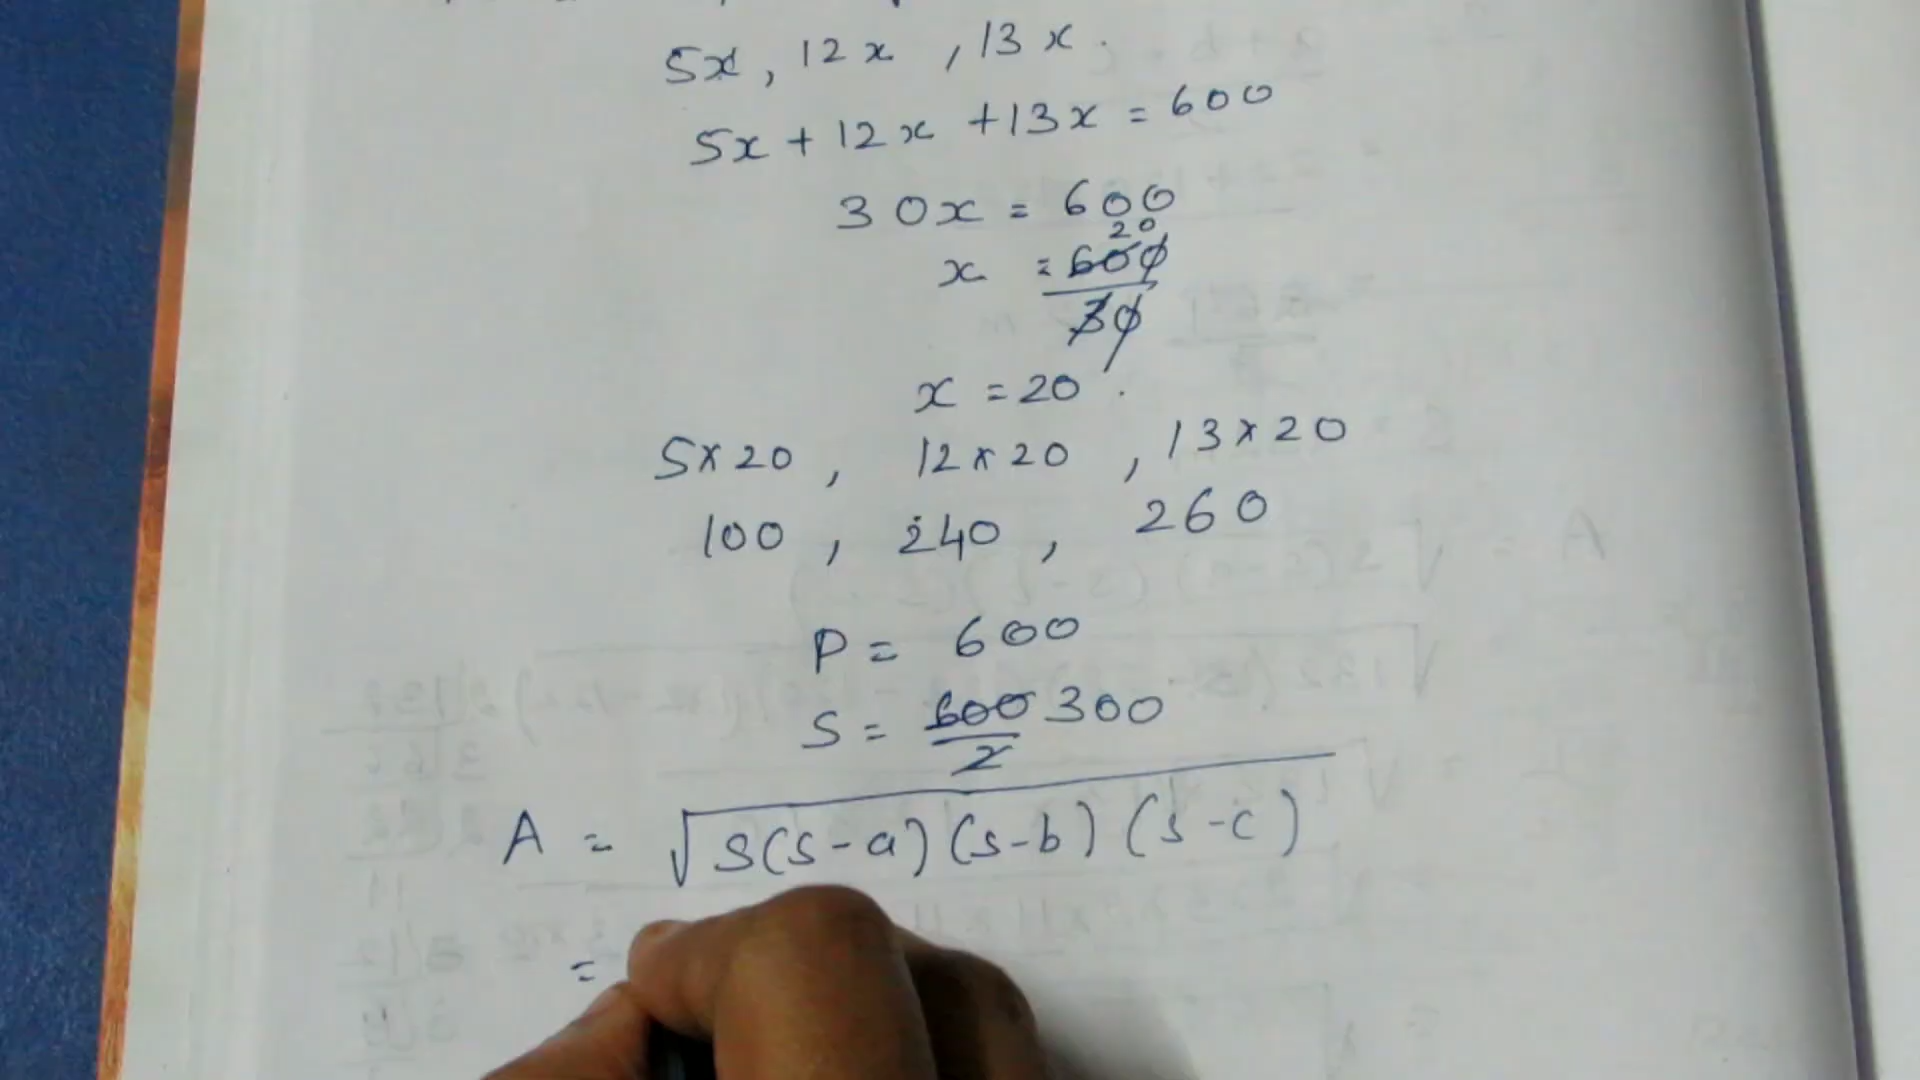 5x, 12x, 13x.
5x + 12x + 13x = 600
30x = 600
20
x = 600
30
x = 20.
5×20, 12×20, 13×20
100, 240, 260
P = 600
S = 600/2 300
A = √S(s-a)(s-b)(s-c)
=